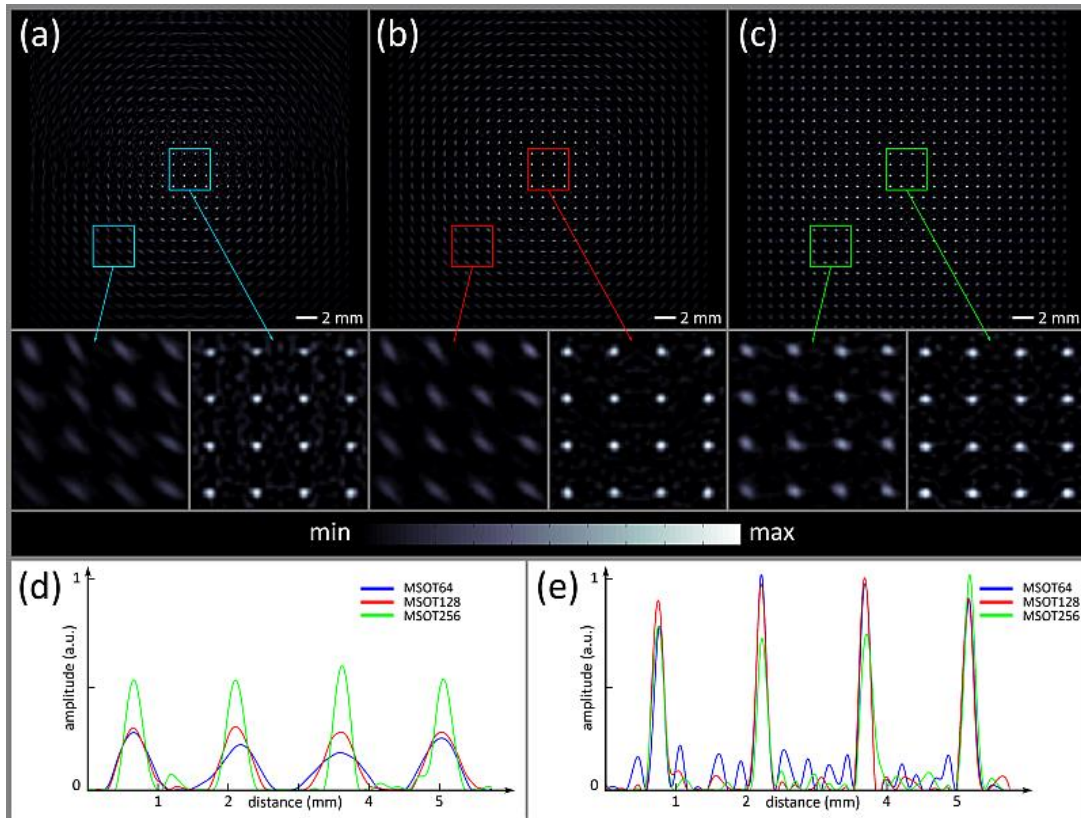 (a) (b) (c)
2 mm 2 mm 2 mm
min max
(d)
1
MSOT64
MSOT128
MSOT256
amplitude (a.u.)
0
1 2 distance (mm) 4 5
(e)
1
MSOT64
MSOT128
MSOT256
amplitude (a.u.)
0
1 2 distance (mm) 4 5